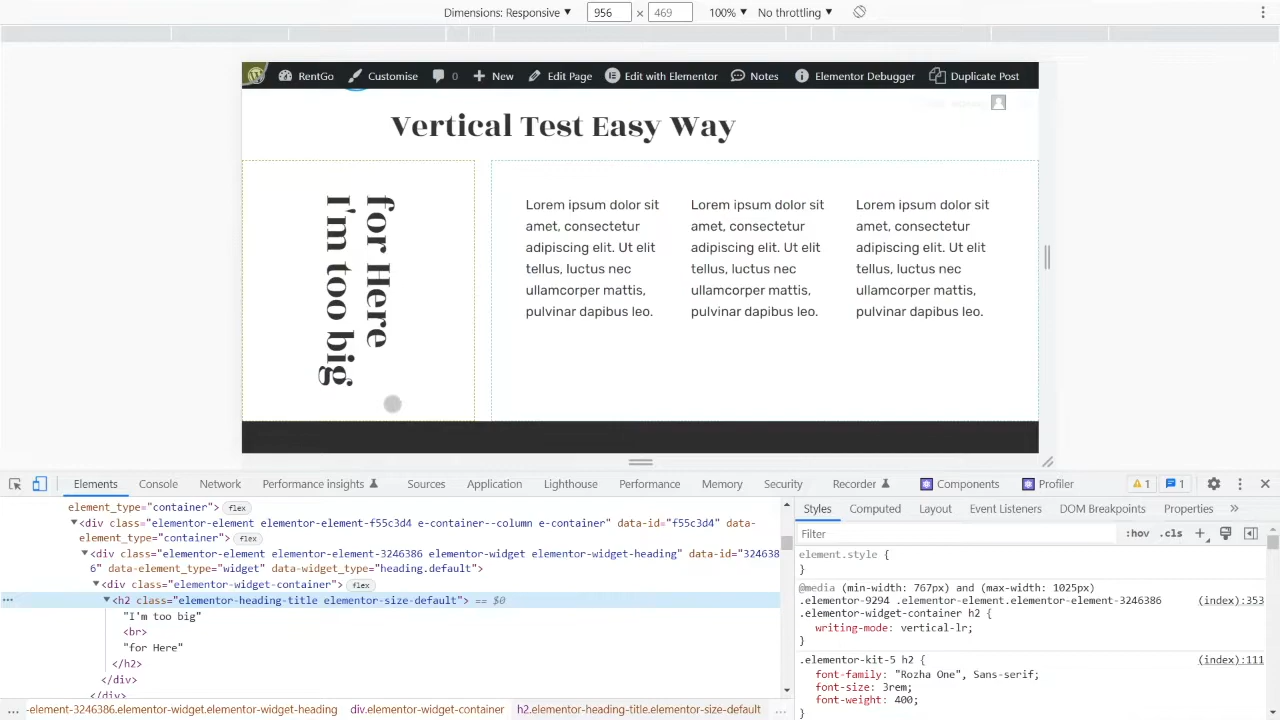 Dimensions: Responsive ▼ 956 × 469 100% ▼ No throttling ▼
RentGo Customise 0 New Edit Page Edit with Elementor Notes Elementor Debugger Duplicate Post
Vertical Test Easy Way
I'm too big
for Here
Lorem ipsum dolor sit
amet, consectetur
adipiscing elit. Ut elit
tellus, luctus nec
ullamcorper mattis,
pulvinar dapibus leo.
Lorem ipsum dolor sit
amet, consectetur
adipiscing elit. Ut elit
tellus, luctus nec
ullamcorper mattis,
pulvinar dapibus leo.
Lorem ipsum dolor sit
amet, consectetur
adipiscing elit. Ut elit
tellus, luctus nec
ullamcorper mattis,
pulvinar dapibus leo.
Elements Console Network Performance insights Sources Application Lighthouse Performance Memory Security Recorder Components Profiler 1 1
element_type="container"> flex
▼<div class="elementor-element elementor-element-f55c3d4 e-container--column e-container" data-id="f55c3d4" data-
element_type="container"> flex
▼<div class="elementor-element elementor-element-3246386 elementor-widget elementor-widget-heading" data-id="324638
6" data-element_type="widget" data-widget_type="heading.default">
▼<div class="elementor-widget-container"> flex
… ▼<h2 class="elementor-heading-title elementor-size-default"> == $0
"I'm too big"
<br>
"for Here"
</h2>
</div>
</div>
… -element-3246386.elementor-widget.elementor-widget-heading div.elementor-widget-container h2.elementor-heading-title.elementor-size-default …
Styles Computed Layout Event Listeners DOM Breakpoints Properties »
Filter :hov .cls +
element.style {
}
@media (min-width: 767px) and (max-width: 1025px)
.elementor-9294 .elementor-element.elementor-element-3246386 (index):353
.elementor-widget-container h2 {
writing-mode: vertical-lr;
}
.elementor-kit-5 h2 { (index):111
font-family: "Rozha One", Sans-serif;
font-size: 3rem;
font-weight: 400;
}